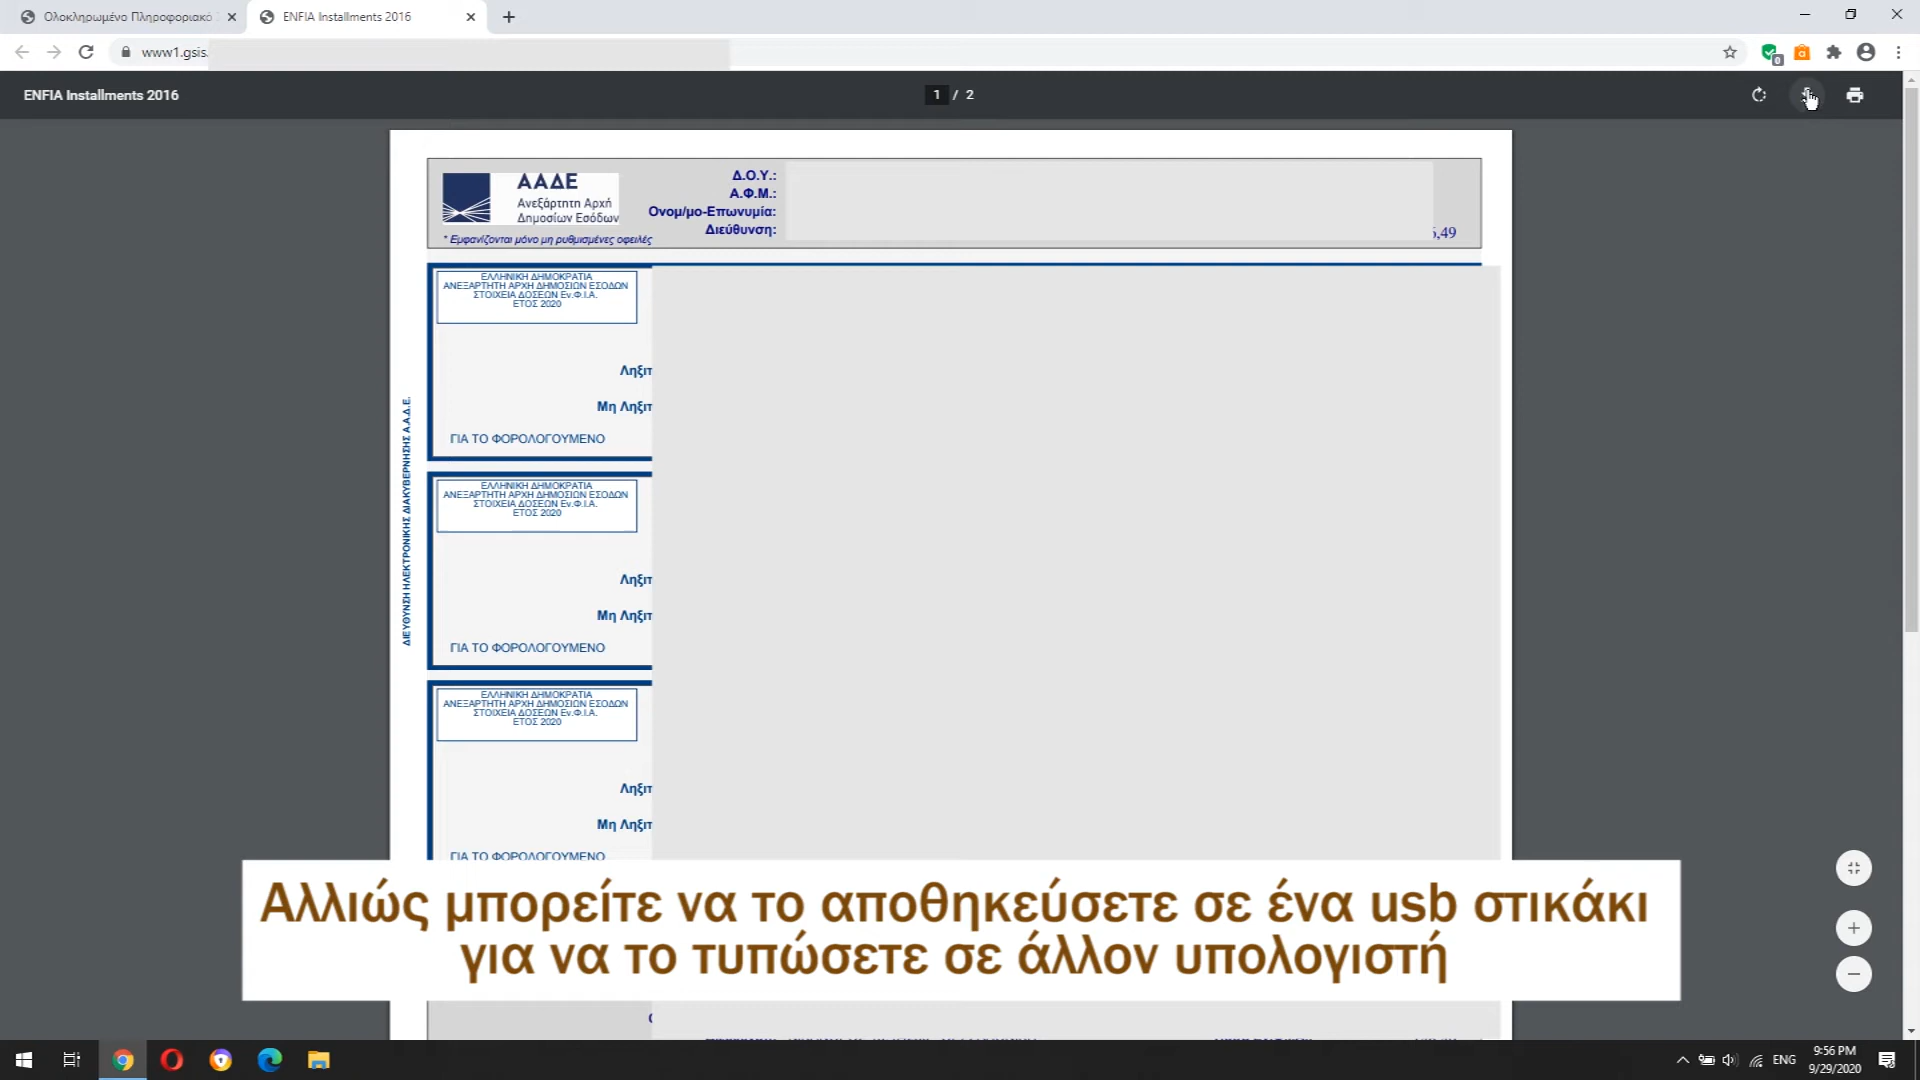 Ολοκληρωμένο Πληροφοριακό
ENFIA Installments 2016
www1.gsis.
ENFIA Installments 2016
1 / 2
ΑΑΔΕ
Ανεξάρτητη Αρχή
Δημοσίων Εσόδων
* Εμφανίζονται μόνο μη ρυθμισμένες οφειλές
Δ.Ο.Υ.:
Α.Φ.Μ.:
Ονομ/μο-Επωνυμία:
Διεύθυνση:
,49
ΔΙΕΥΘΥΝΣΗ ΗΛΕΚΤΡΟΝΙΚΗΣ ΔΙΑΚΥΒΕΡΝΗΣΗΣ Α.Α.Δ.Ε.
ΕΛΛΗΝΙΚΗ ΔΗΜΟΚΡΑΤΙΑ
ΑΝΕΞΑΡΤΗΤΗ ΑΡΧΗ ΔΗΜΟΣΙΩΝ ΕΣΟΔΩΝ
ΣΤΟΙΧΕΙΑ ΔΟΣΕΩΝ Εν.Φ.Ι.Α.
ΕΤΟΣ 2020
Ληξιπ
Μη Ληξιπ
ΓΙΑ ΤΟ ΦΟΡΟΛΟΓΟΥΜΕΝΟ
ΕΛΛΗΝΙΚΗ ΔΗΜΟΚΡΑΤΙΑ
ΑΝΕΞΑΡΤΗΤΗ ΑΡΧΗ ΔΗΜΟΣΙΩΝ ΕΣΟΔΩΝ
ΣΤΟΙΧΕΙΑ ΔΟΣΕΩΝ Εν.Φ.Ι.Α.
ΕΤΟΣ 2020
Ληξιπ
Μη Ληξιπ
ΓΙΑ ΤΟ ΦΟΡΟΛΟΓΟΥΜΕΝΟ
ΕΛΛΗΝΙΚΗ ΔΗΜΟΚΡΑΤΙΑ
ΑΝΕΞΑΡΤΗΤΗ ΑΡΧΗ ΔΗΜΟΣΙΩΝ ΕΣΟΔΩΝ
ΣΤΟΙΧΕΙΑ ΔΟΣΕΩΝ Εν.Φ.Ι.Α.
ΕΤΟΣ 2020
Ληξιπ
Μη Ληξιπ
ΓΙΑ ΤΟ ΦΟΡΟΛΟΓΟΥΜΕΝΟ
Αλλιώς μπορείτε να το αποθηκεύσετε σε ένα usb στικάκι
για να το τυπώσετε σε άλλον υπολογιστή
ENG
9:56 PM
9/29/2020